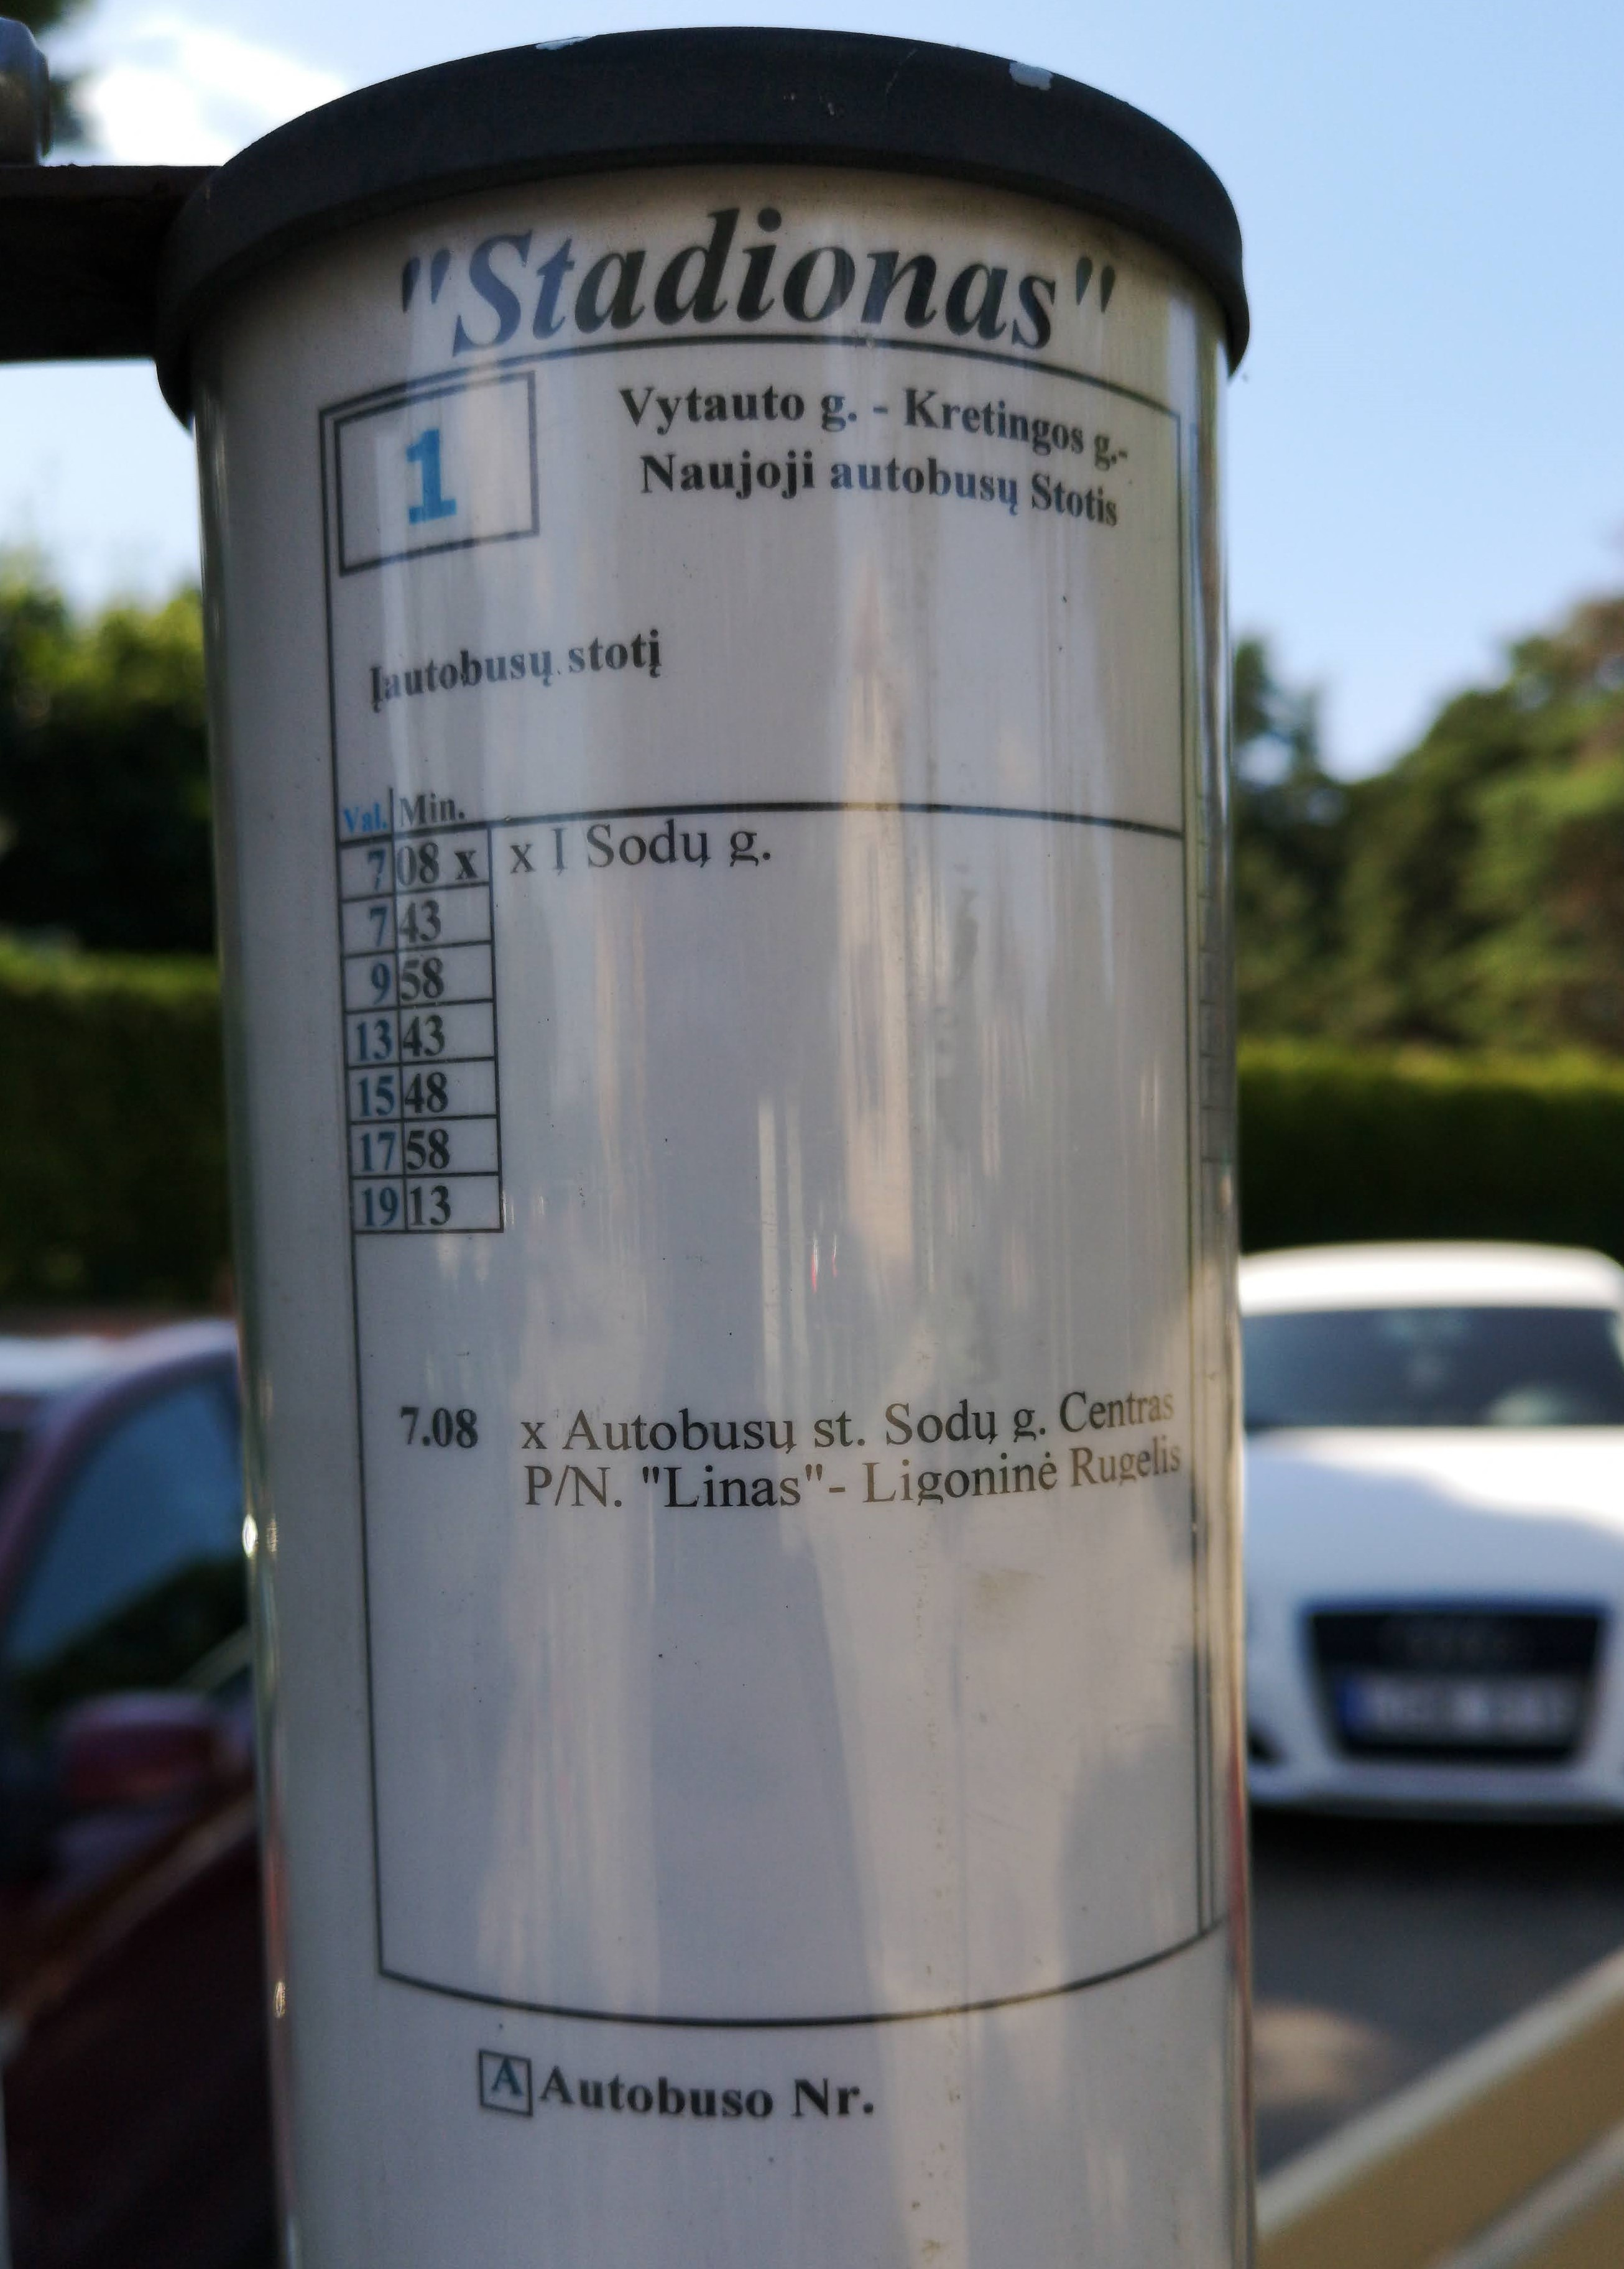 "Stadionas"
1
Vytauto g. - Kretingos g.-
Naujoji autobusų Stotis
Įautobusų stotį
Val. Min.
7 08 x x Į Sodų g.
7 43
9 58
13 43
15 48
17 58
19 13
7.08 x Autobusų st. Sodų g. Centras
P/N. "Linas"- Ligoninė Rugelis
A Autobuso Nr.